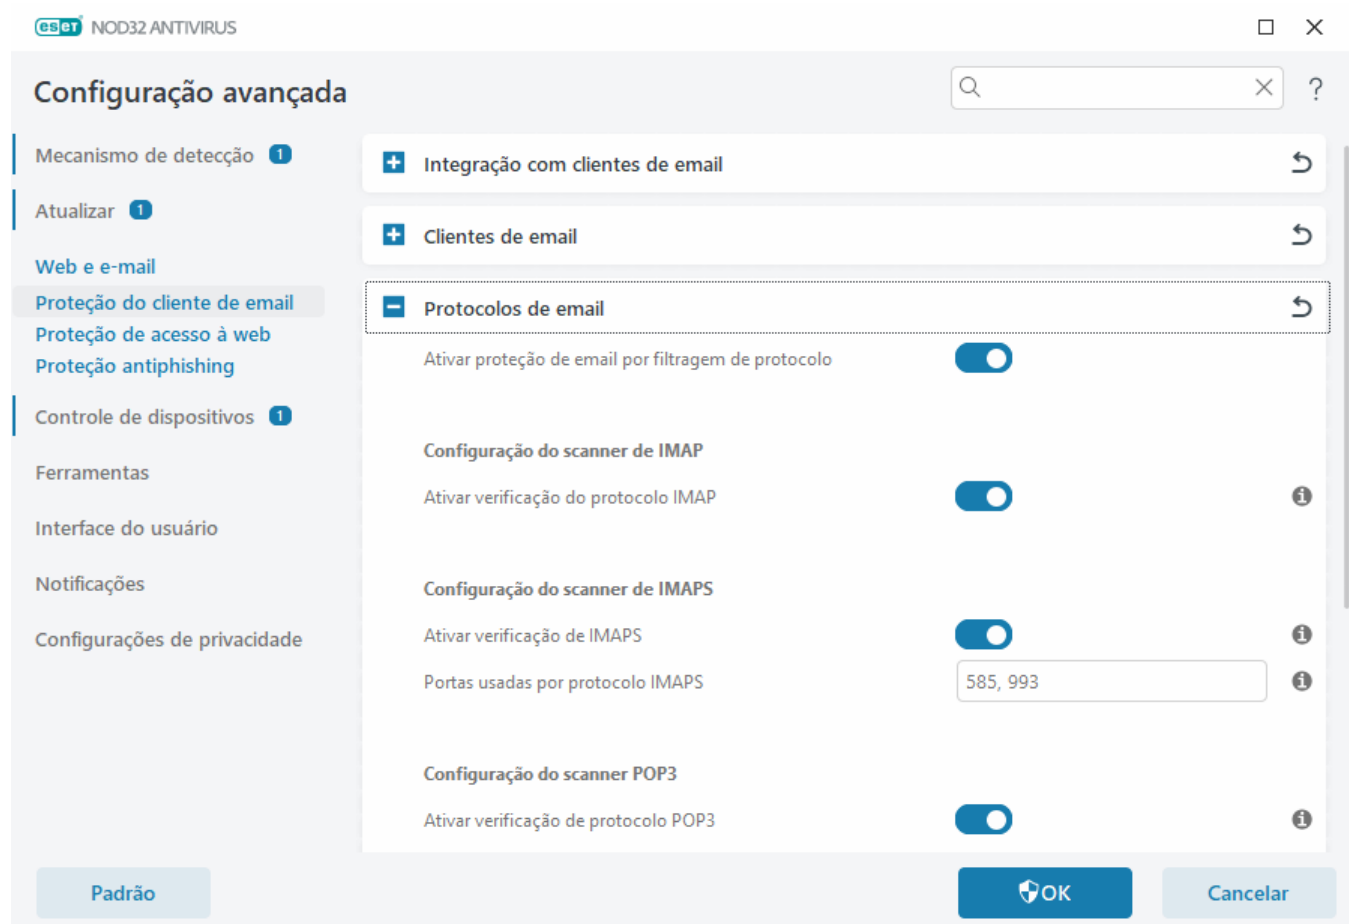 eset NOD32 ANTIVIRUS
Configuração avançada
?
Mecanismo de detecção 1
Atualizar 1
Web e e-mail
Proteção do cliente de email
Proteção de acesso à web
Proteção antiphishing
Controle de dispositivos 1
Ferramentas
Interface do usuário
Notificações
Configurações de privacidade
Integração com clientes de email
Clientes de email
Protocolos de email
Ativar proteção de email por filtragem de protocolo
Configuração do scanner de IMAP
Ativar verificação do protocolo IMAP
Configuração do scanner de IMAPS
Ativar verificação de IMAPS
Portas usadas por protocolo IMAPS 585, 993
Configuração do scanner POP3
Ativar verificação de protocolo POP3
Padrão
OK
Cancelar